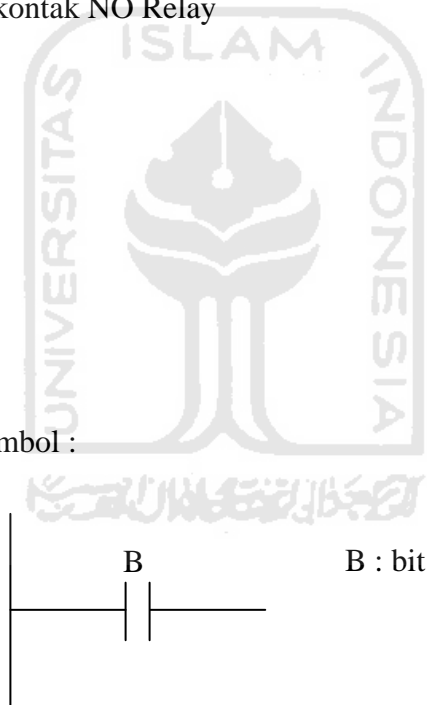 kontak NO Relay
ISLAM
UNIVERSITAS
INDONESIA
mbol :
B
B : bit